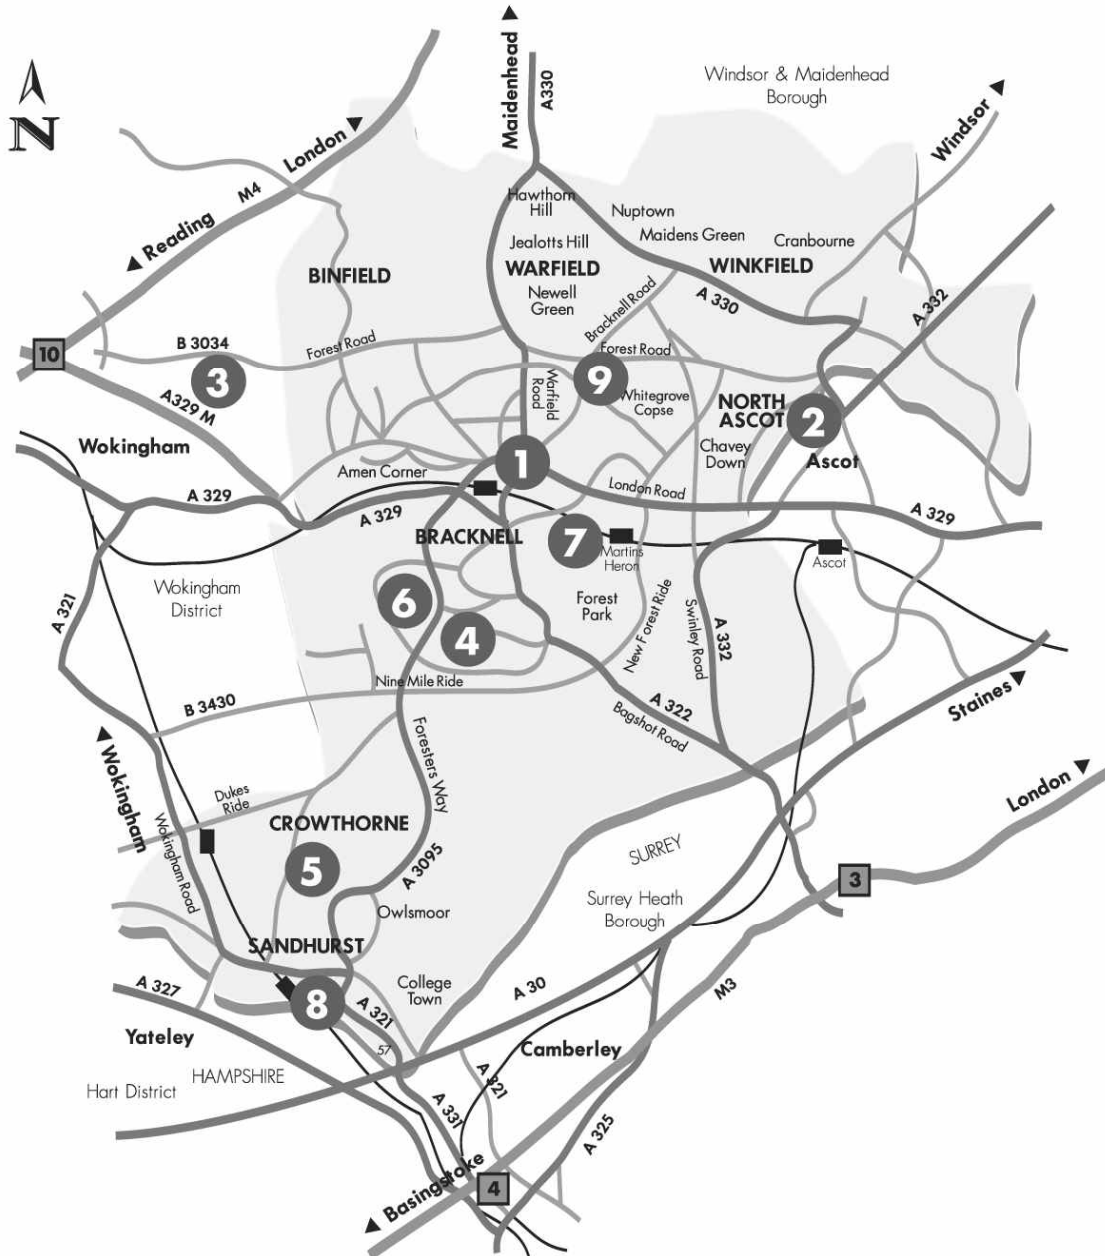 Maidenhead
A330
Windsor & Maidenhead
Borough
N
London
Windsor
M4
Reading
Hawthorn
Hill
Nuptown
Maidens Green
Cranbourne
Jealotts Hill
WARFIELD
WINKFIELD
BINFIELD
Newell
Green
Bracknell Road
A 330
A 332
10
B 3034
Forest Road
Forest Road
3
9
A329 M
Warfield
Road
Whitegrove
Copse
NORTH
ASCOT
2
Wokingham
Chavey
Down
Ascot
1
Amen Corner
London Road
A 329
A 329
A 329
BRACKNELL
7
Martins
Heron
Ascot
Wokingham
District
A 321
6
Forest
Park
4
New Forest Ride
Swinley Road
A 332
Nine Mile Ride
B 3430
A 322
Bagshot Road
Staines
Foresters Way
Wokingham
Dukes
Ride
London
CROWTHORNE
Wokingham Road
SURREY
5
A 3095
3
Surrey Heath
Borough
Owlsmoor
SANDHURST
College
Town
A 327
8
A 321
A 30
M3
Yateley
57
Camberley
HAMPSHIRE
Hart District
A 321
A 331
A 325
Basingstoke
4